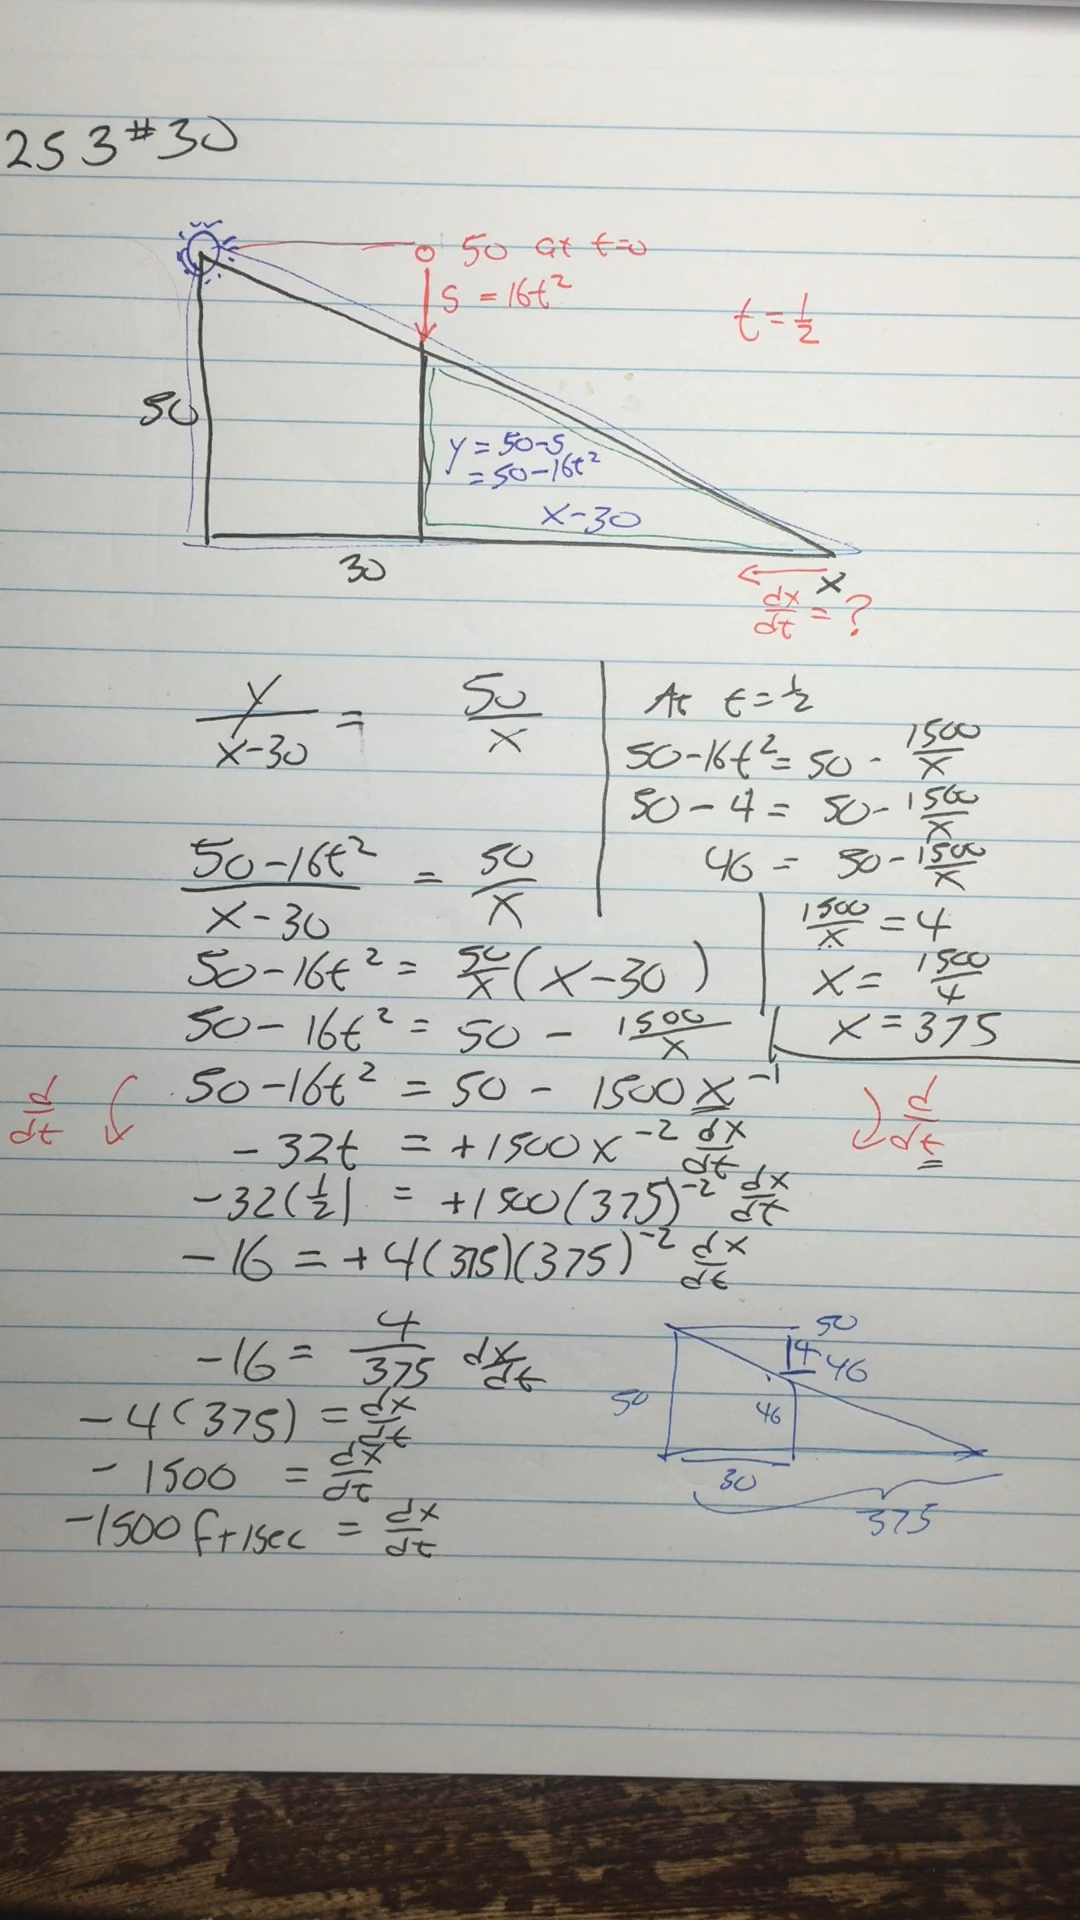 253 #30
50 at t=0
S = 16t²
t = 1/2
50
y = 50-S
= 50-16t²
x-30
30
x
dx/dt = ?
y/(x-30) = 50/x
(50-16t²)/(x-30) = 50/x
50-16t² = 50/x (x-30)
50-16t² = 50 - 1500/x
50-16t² = 50 - 1500x⁻¹
d/dt
d/dt
-32t = +1500x⁻² dx/dt
-32(1/2) = +1500(375)⁻² dx/dt
-16 = +4(375)(375)⁻² dx/dt
-16 = 4/375 dx/dt
-4(375) = dx/dt
-1500 = dx/dt
-1500 ft/sec = dx/dt
At t = 1/2
50-16t² = 50 - 1500/x
50-4 = 50 - 1500/x
46 = 50 - 1500/x
1500/x = 4
x = 1500/4
x = 375
50
4
46
50
46
30
375